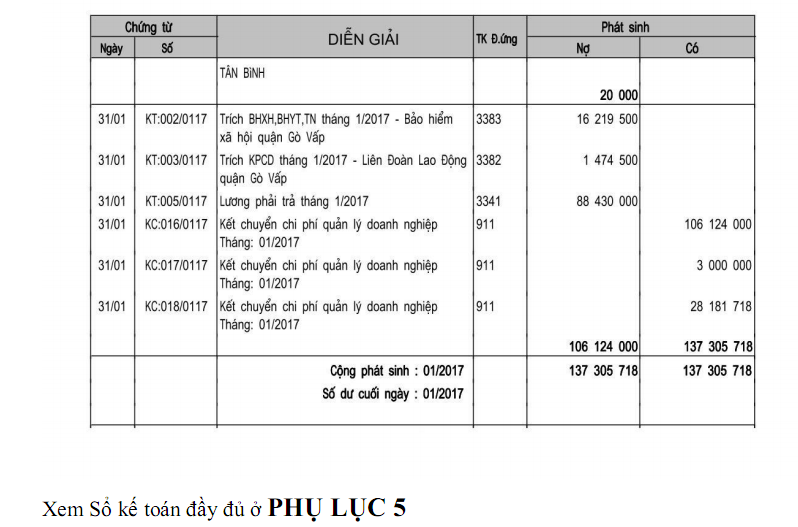 Chứng từ DIỄN GIẢI TK Đ.ứng Phát sinh
Ngày Số Nợ Có
TÂN BÌNH
20 000
31/01 KT:002/0117 Trích BHXH,BHYT,TN tháng 1/2017 - Bảo hiểm 3383 16 219 500
xã hội quận Gò Vấp
31/01 KT:003/0117 Trích KPCD tháng 1/2017 - Liên Đoàn Lao Động 3382 1 474 500
quận Gò Vấp
31/01 KT:005/0117 Lương phải trả tháng 1/2017 3341 88 430 000
31/01 KC:016/0117 Kết chuyển chi phí quản lý doanh nghiệp 911 106 124 000
Tháng: 01/2017
31/01 KC:017/0117 Kết chuyển chi phí quản lý doanh nghiệp 911 3 000 000
Tháng: 01/2017
31/01 KC:018/0117 Kết chuyển chi phí quản lý doanh nghiệp 911 28 181 718
Tháng: 01/2017
106 124 000 137 305 718
Cộng phát sinh : 01/2017 137 305 718 137 305 718
Số dư cuối ngày : 01/2017
Xem Sổ kế toán đầy đủ ở PHỤ LỤC 5